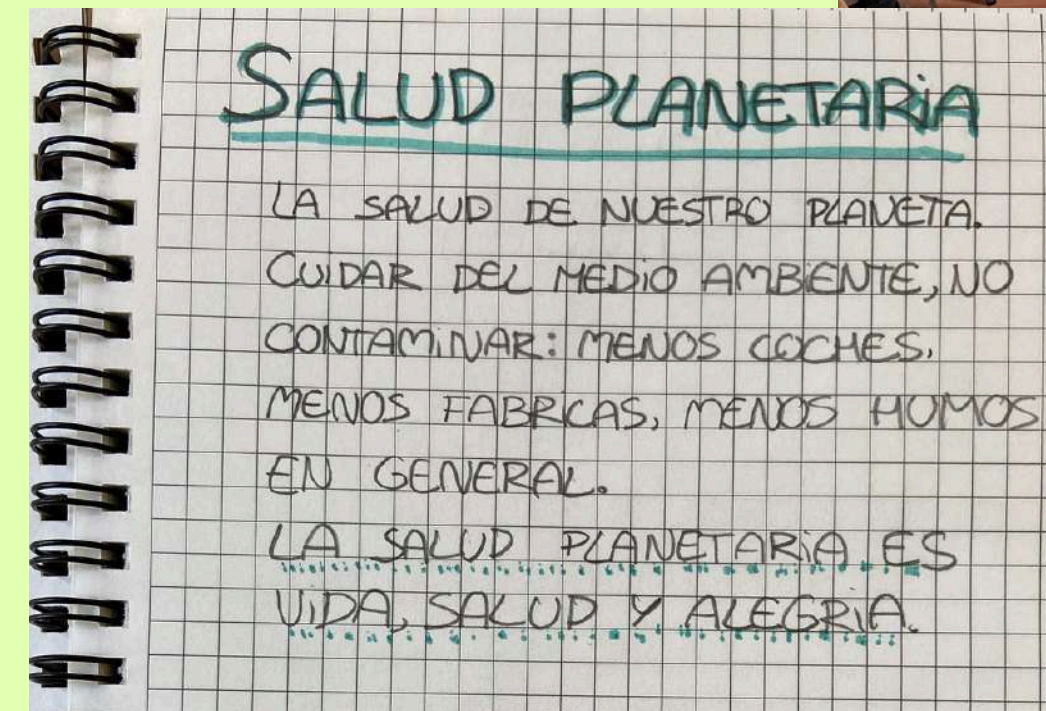 SALUD PLANETARIA
LA SALUD DE NUESTRO PLANETA.
CUIDAR DEL MEDIO AMBIENTE, NO
CONTAMINAR: MENOS COCHES,
MENOS FABRICAS, MENOS HUMOS
EN GENERAL.
LA SALUD PLANETARIA ES
VIDA, SALUD Y ALEGRIA.